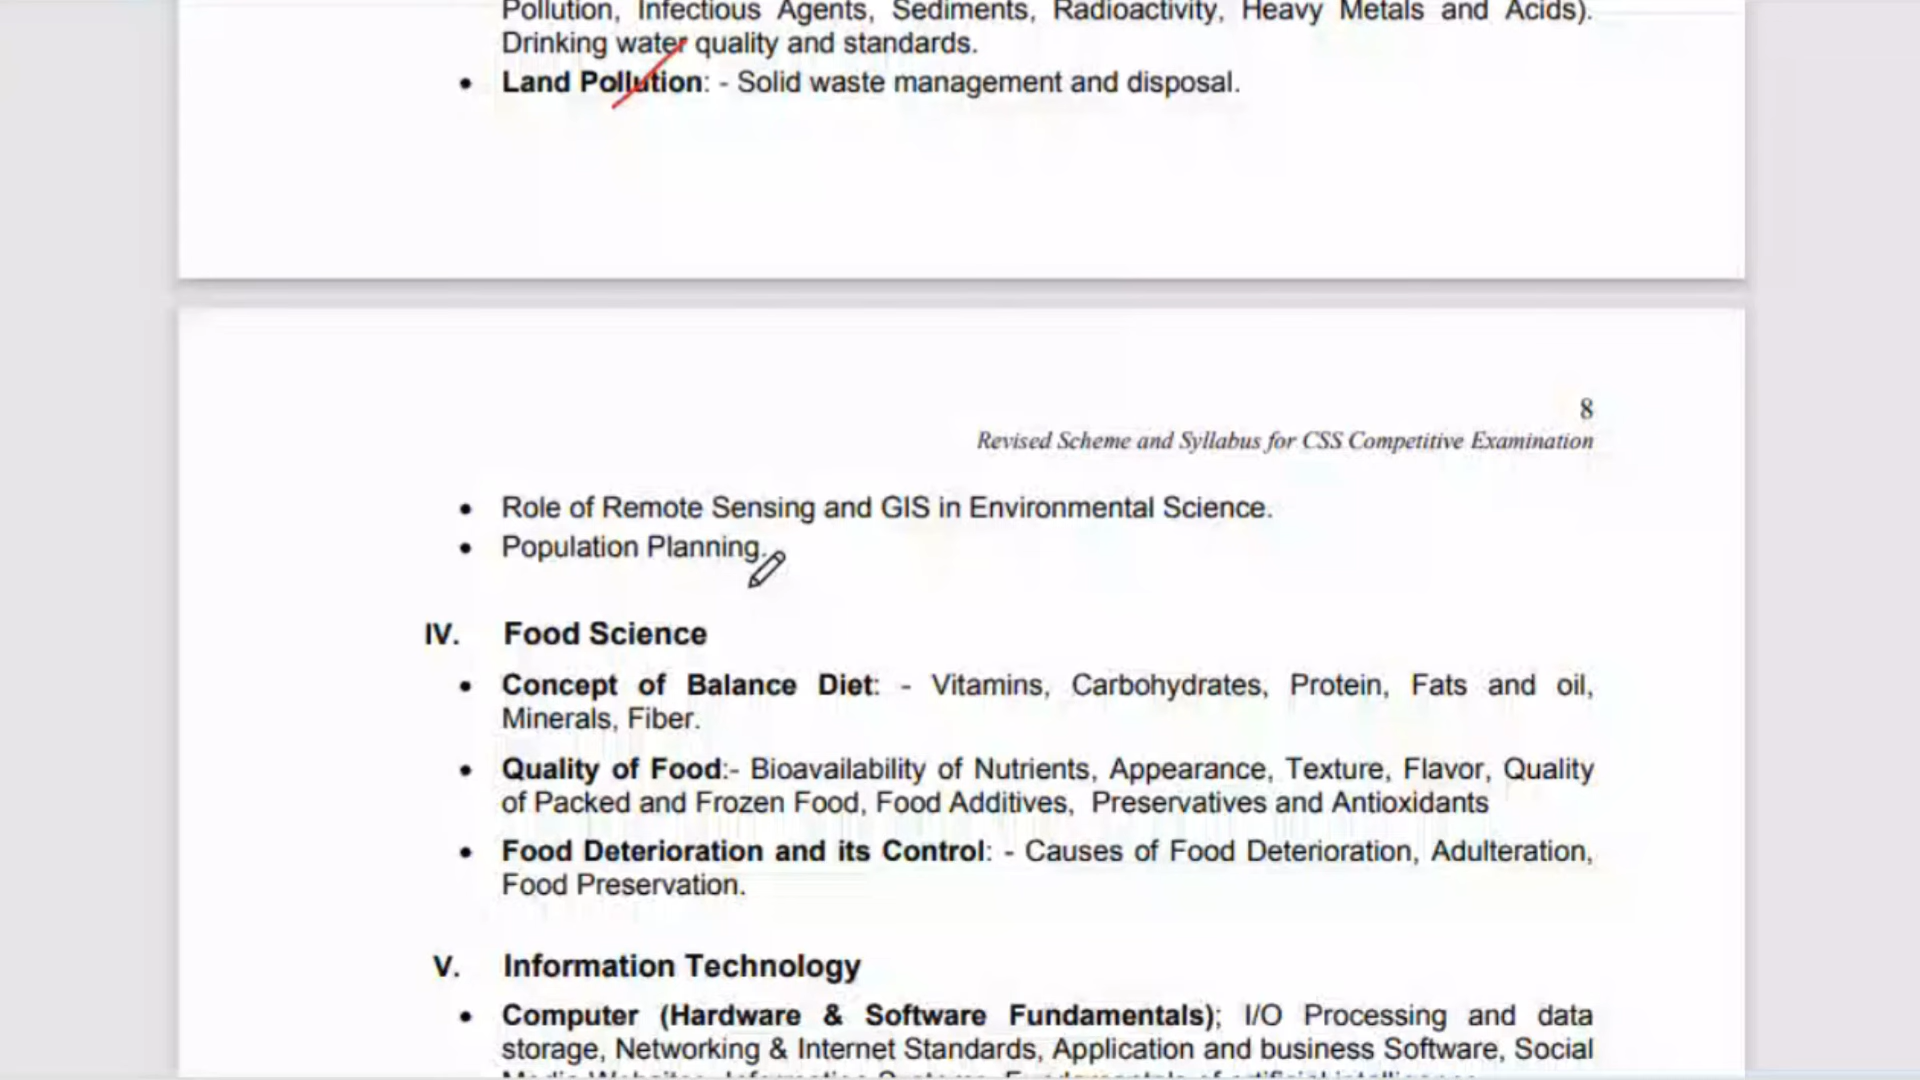 Pollution, Infectious Agents, Sediments, Radioactivity, Heavy Metals and Acids).
Drinking water quality and standards.
• Land Pollution: - Solid waste management and disposal.
8
Revised Scheme and Syllabus for CSS Competitive Examination
• Role of Remote Sensing and GIS in Environmental Science.
• Population Planning.
IV. Food Science
• Concept of Balance Diet: - Vitamins, Carbohydrates, Protein, Fats and oil,
Minerals, Fiber.
• Quality of Food:- Bioavailability of Nutrients, Appearance, Texture, Flavor, Quality
of Packed and Frozen Food, Food Additives, Preservatives and Antioxidants
• Food Deterioration and its Control: - Causes of Food Deterioration, Adulteration,
Food Preservation.
V. Information Technology
• Computer (Hardware & Software Fundamentals); I/O Processing and data
storage, Networking & Internet Standards, Application and business Software, Social